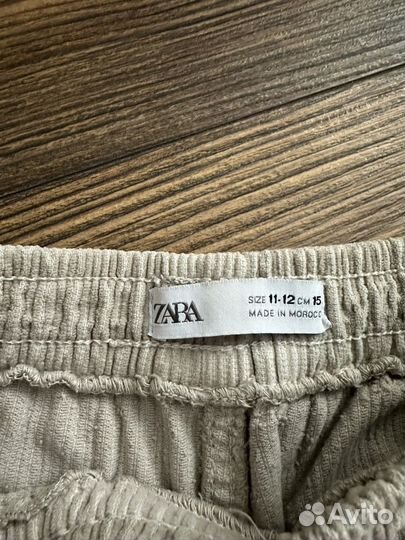 ZARA
SIZE 11-12 CM 15
MADE IN MOROCC
Avito